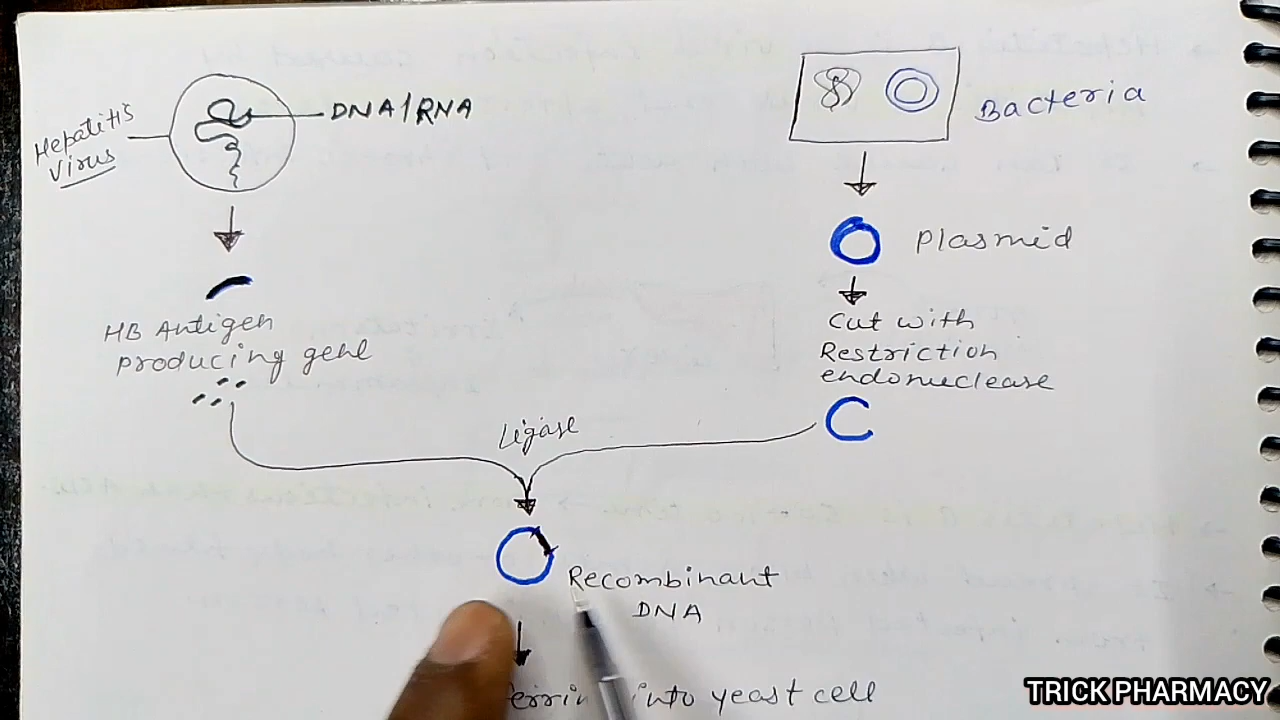 Hepatitis
Virus
DNA/RNA
Bacteria
Plasmid
HB Antigen
producing gene
Cut with
Restriction
endonuclease
Ligase
Recombinant
DNA
into yeast cell
TRICK PHARMACY